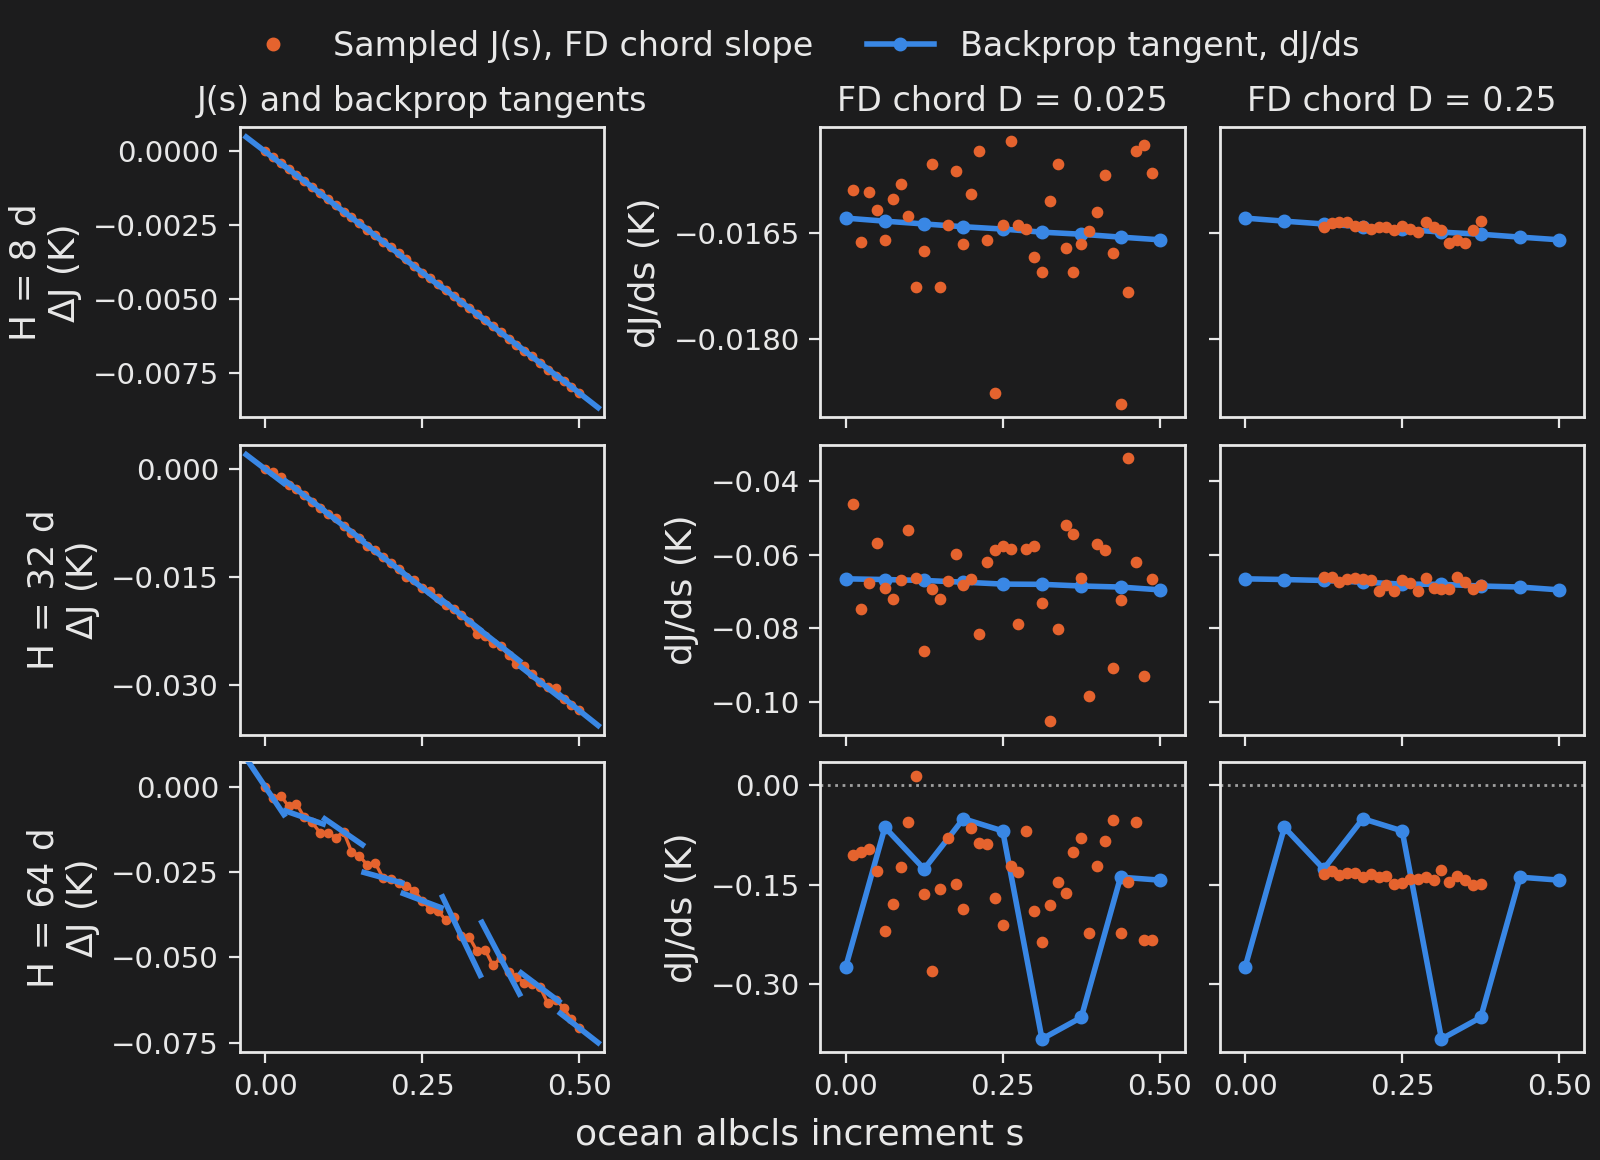 Sampled J(s), FD chord slope
Backprop tangent, dJ/ds
J(s) and backprop tangents
FD chord D = 0.025
FD chord D = 0.25
H = 8 d
ΔJ (K)
0.0000
−0.0025
−0.0050
−0.0075
dJ/ds (K)
−0.0165
−0.0180
H = 32 d
ΔJ (K)
0.000
−0.015
−0.030
dJ/ds (K)
−0.04
−0.06
−0.08
−0.10
H = 64 d
ΔJ (K)
0.000
−0.025
−0.050
−0.075
dJ/ds (K)
0.00
−0.15
−0.30
0.00 0.25 0.50
0.00 0.25 0.50
0.00 0.25 0.50
ocean albcls increment s